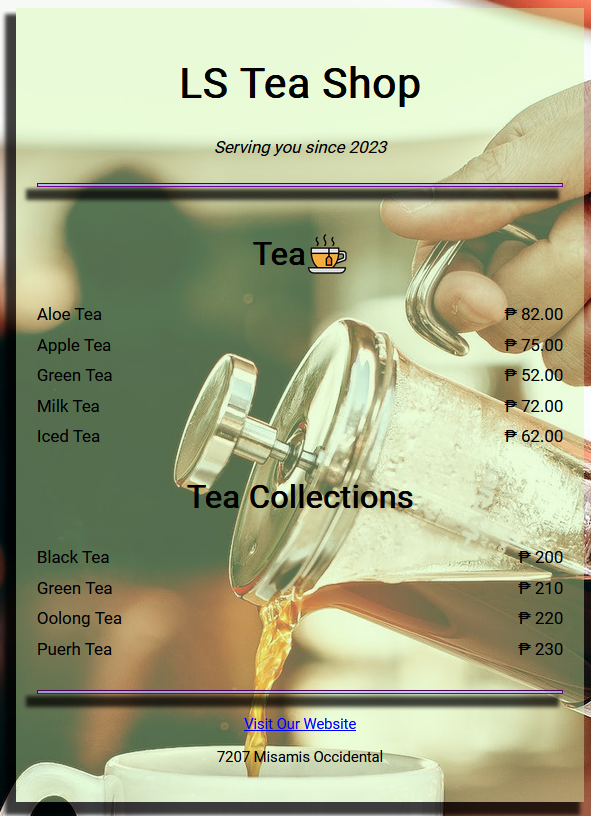 LS Tea Shop
Serving you since 2023
Tea
Aloe Tea ₱ 82.00
Apple Tea ₱ 75.00
Green Tea ₱ 52.00
Milk Tea ₱ 72.00
Iced Tea ₱ 62.00
Tea Collections
Black Tea ₱ 200
Green Tea ₱ 210
Oolong Tea ₱ 220
Puerh Tea ₱ 230
Visit Our Website
7207 Misamis Occidental